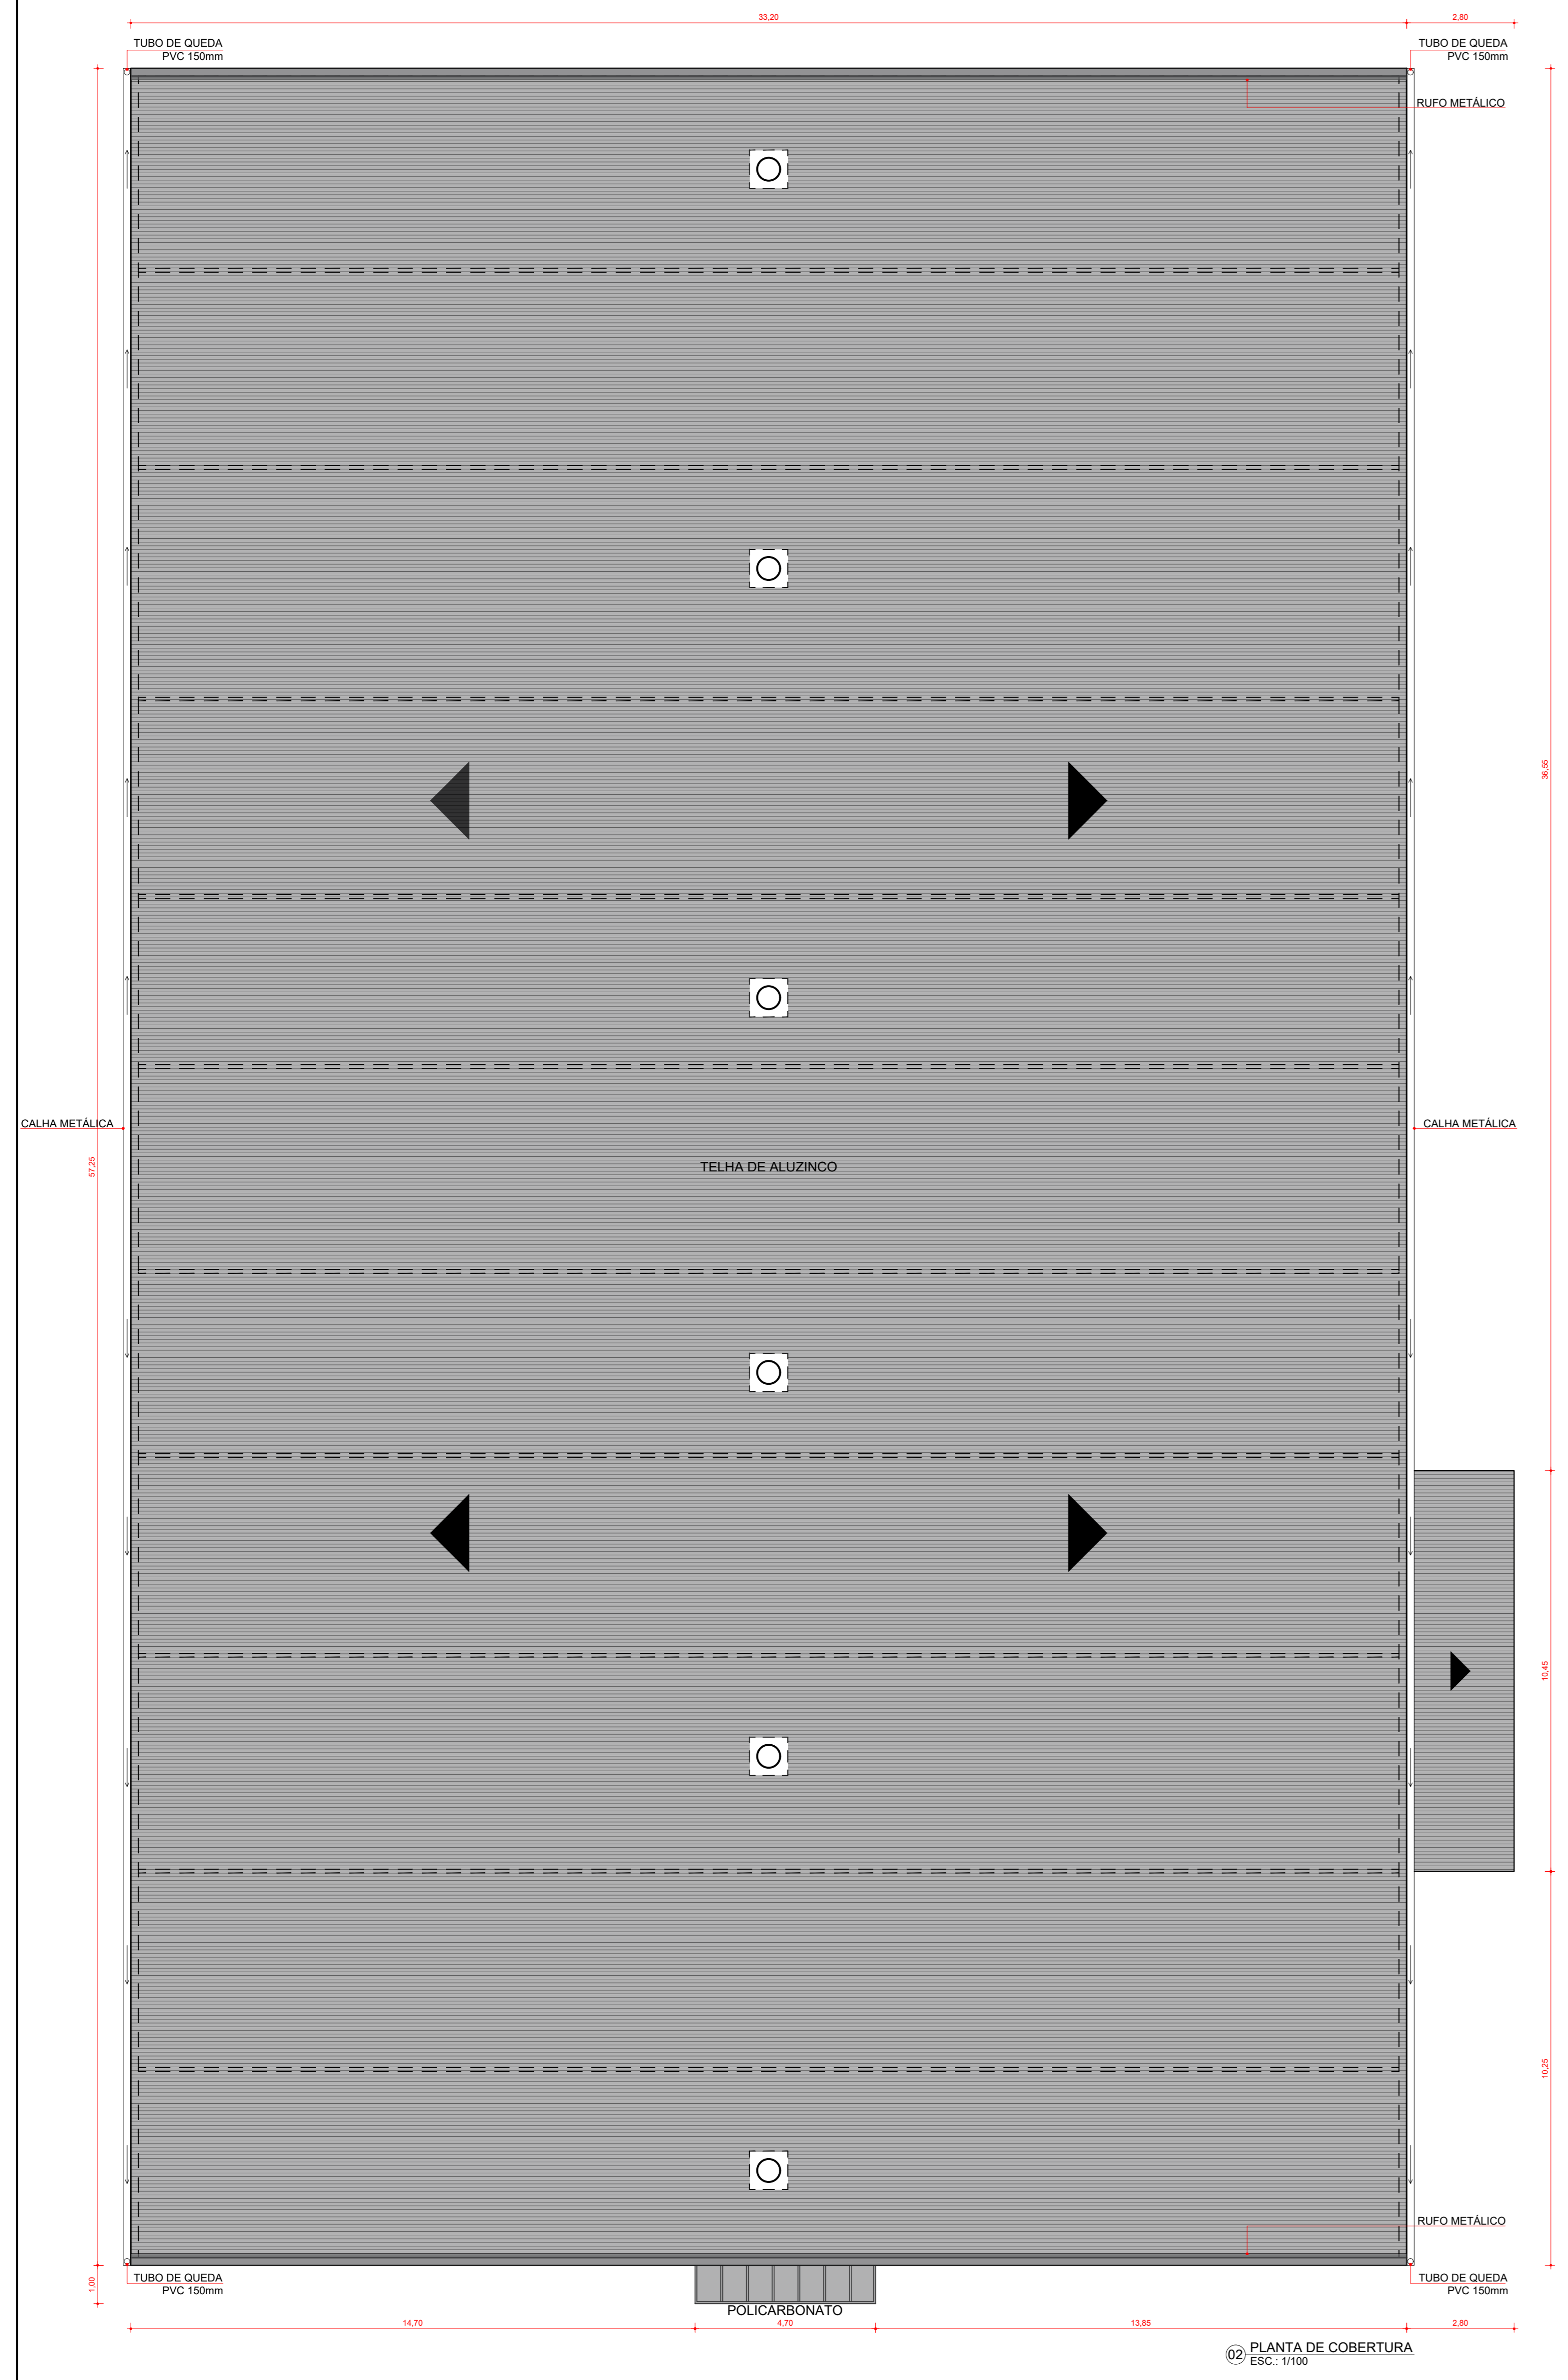 33,20
2,80
TUBO DE QUEDA
PVC 150mm
TUBO DE QUEDA
PVC 150mm
RUFO METÁLICO
36,55
CALHA METÁLICA
CALHA METÁLICA
57,25
TELHA DE ALUZINCO
10,45
10,25
RUFO METÁLICO
TUBO DE QUEDA
PVC 150mm
1,00
TUBO DE QUEDA
PVC 150mm
POLICARBONATO
14,70
4,70
13,85
2,80
02
PLANTA DE COBERTURA
ESC.: 1/100